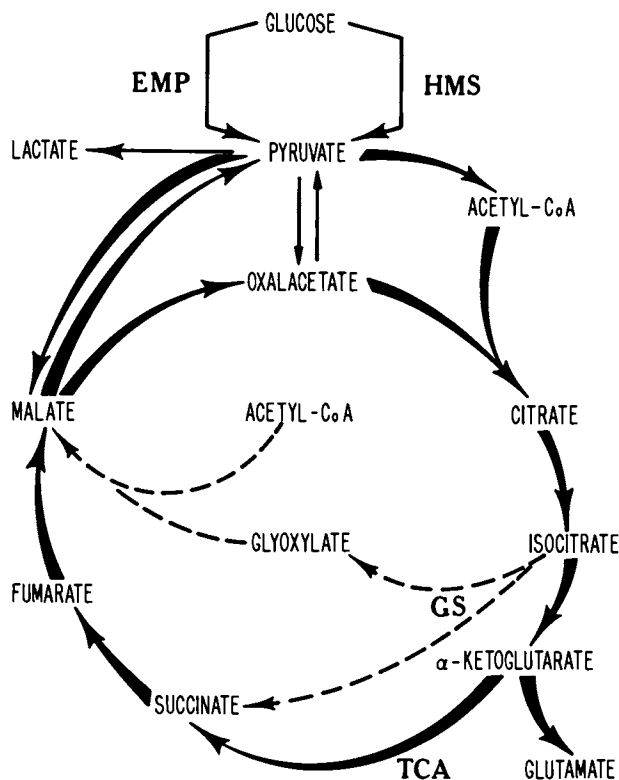 GLUCOSE
EMP
HMS
LACTATE
PYRUVATE
ACETYL-CoA
OXALACETATE
MALATE
ACETYL-CoA
CITRATE
GLYOXYLATE
ISOCITRATE
FUMARATE
GS
α-KETOGLUTARATE
SUCCINATE
TCA
GLUTAMATE